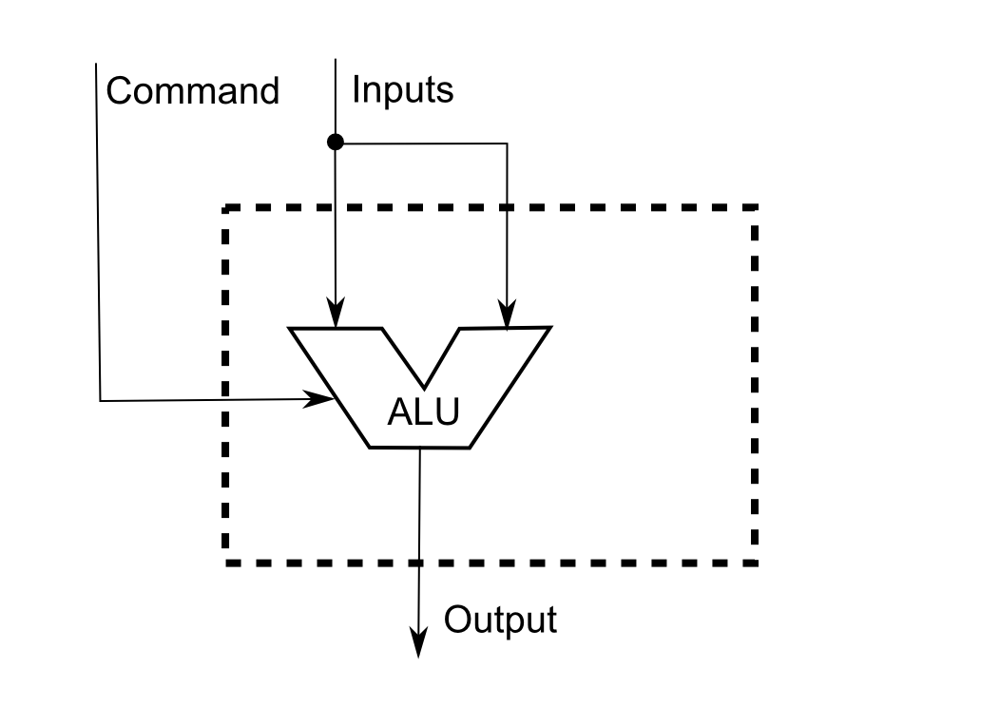 Command
Inputs
ALU
Output